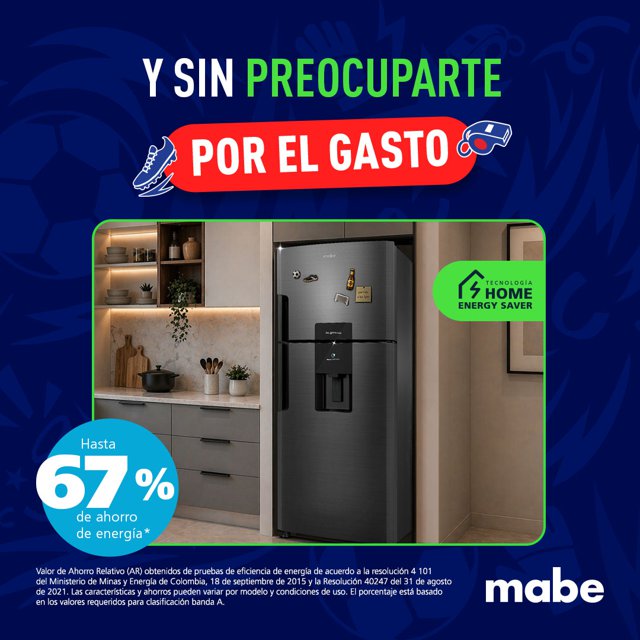 Y SIN PREOCUPARTE
POR EL GASTO
mabe
TECNOLOGÍA
HOME
ENERGY SAVER
Hasta
67%
de ahorro
de energía*
Valor de Ahorro Relativo (AR) obtenidos de pruebas de eficiencia de energía de acuerdo a la resolución 4 101
del Ministerio de Minas y Energía de Colombia, 18 de septiembre de 2015 y la Resolución 40247 del 31 de agosto
de 2021. Las características y ahorros pueden variar por modelo y condiciones de uso. El porcentaje está basado
en los valores requeridos para clasificación banda A.
mabe